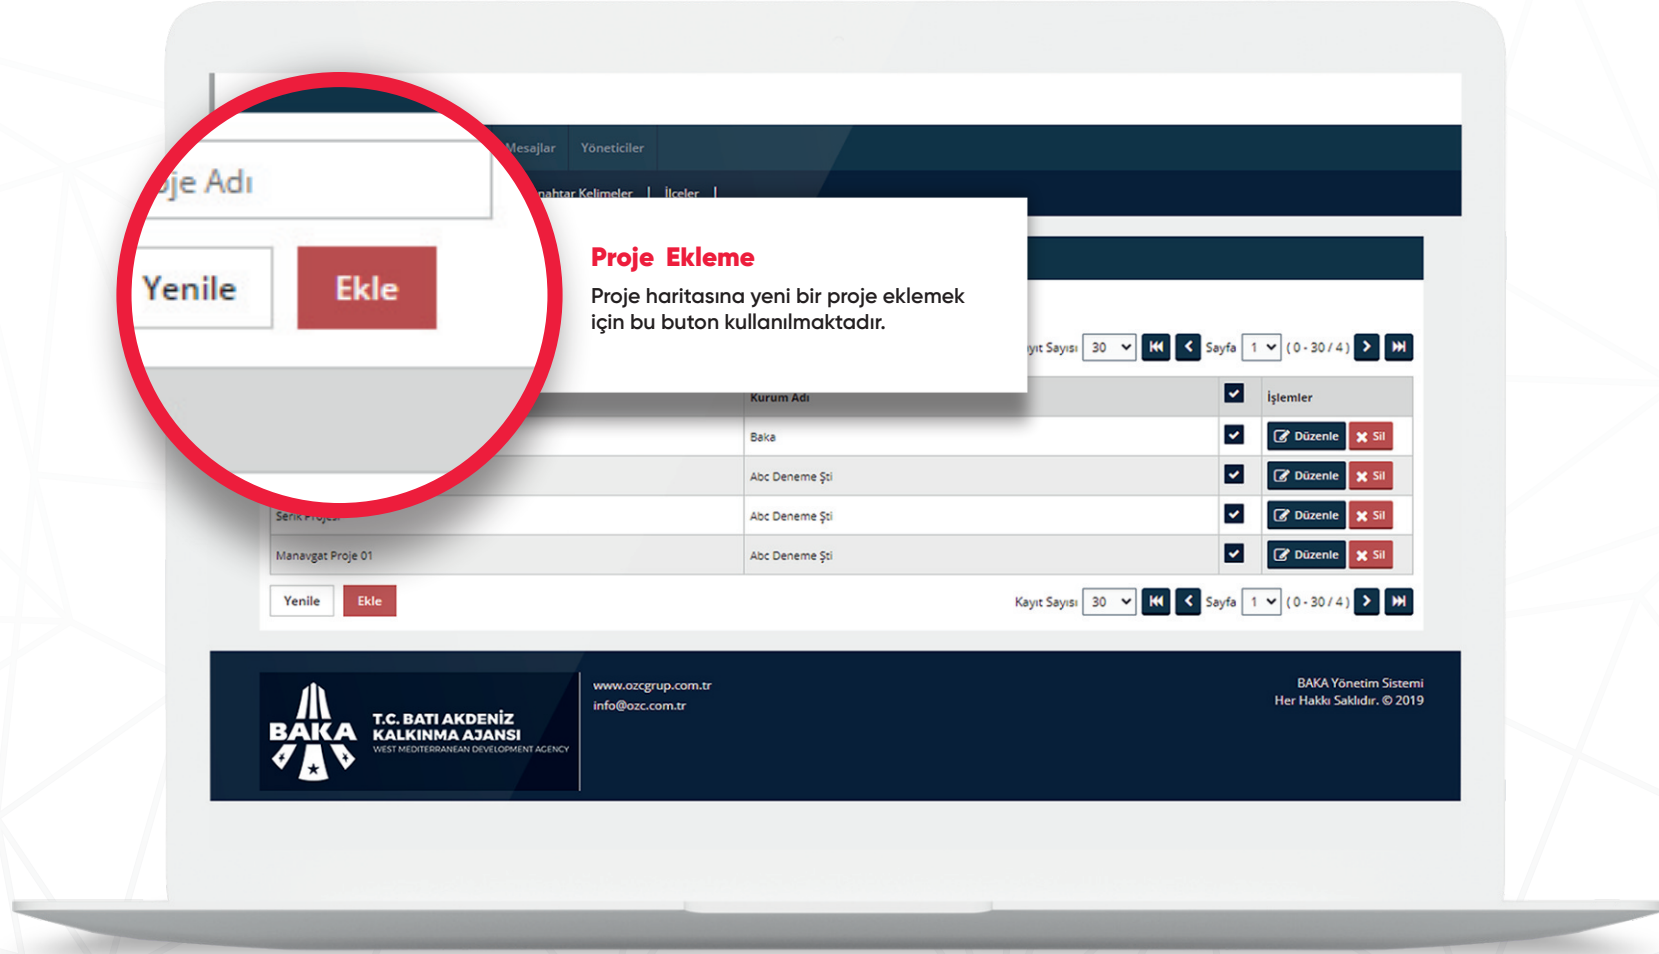 Mesajlar Yöneticiler
Kelimeler | İlçeler |
Adı
Yenile Ekle
Proje Ekleme
Proje haritasına yeni bir proje eklemek
için bu buton kullanılmaktadır.
Sayısı 30 Sayfa 1 ( 0 - 30 / 4 )
Kurum Adı İşlemler
Baka Düzenle Sil
Abc Deneme Şti Düzenle Sil
Serik Projesi Abc Deneme Şti Düzenle Sil
Manavgat Proje 01 Abc Deneme Şti Düzenle Sil
Yenile Ekle Kayıt Sayısı 30 Sayfa 1 ( 0 - 30 / 4 )
BAKA
T.C. BATI AKDENİZ
KALKINMA AJANSI
WEST MEDITERRANEAN DEVELOPMENT AGENCY
www.ozcgrup.com.tr
info@ozc.com.tr
BAKA Yönetim Sistemi
Her Hakkı Saklıdır. © 2019